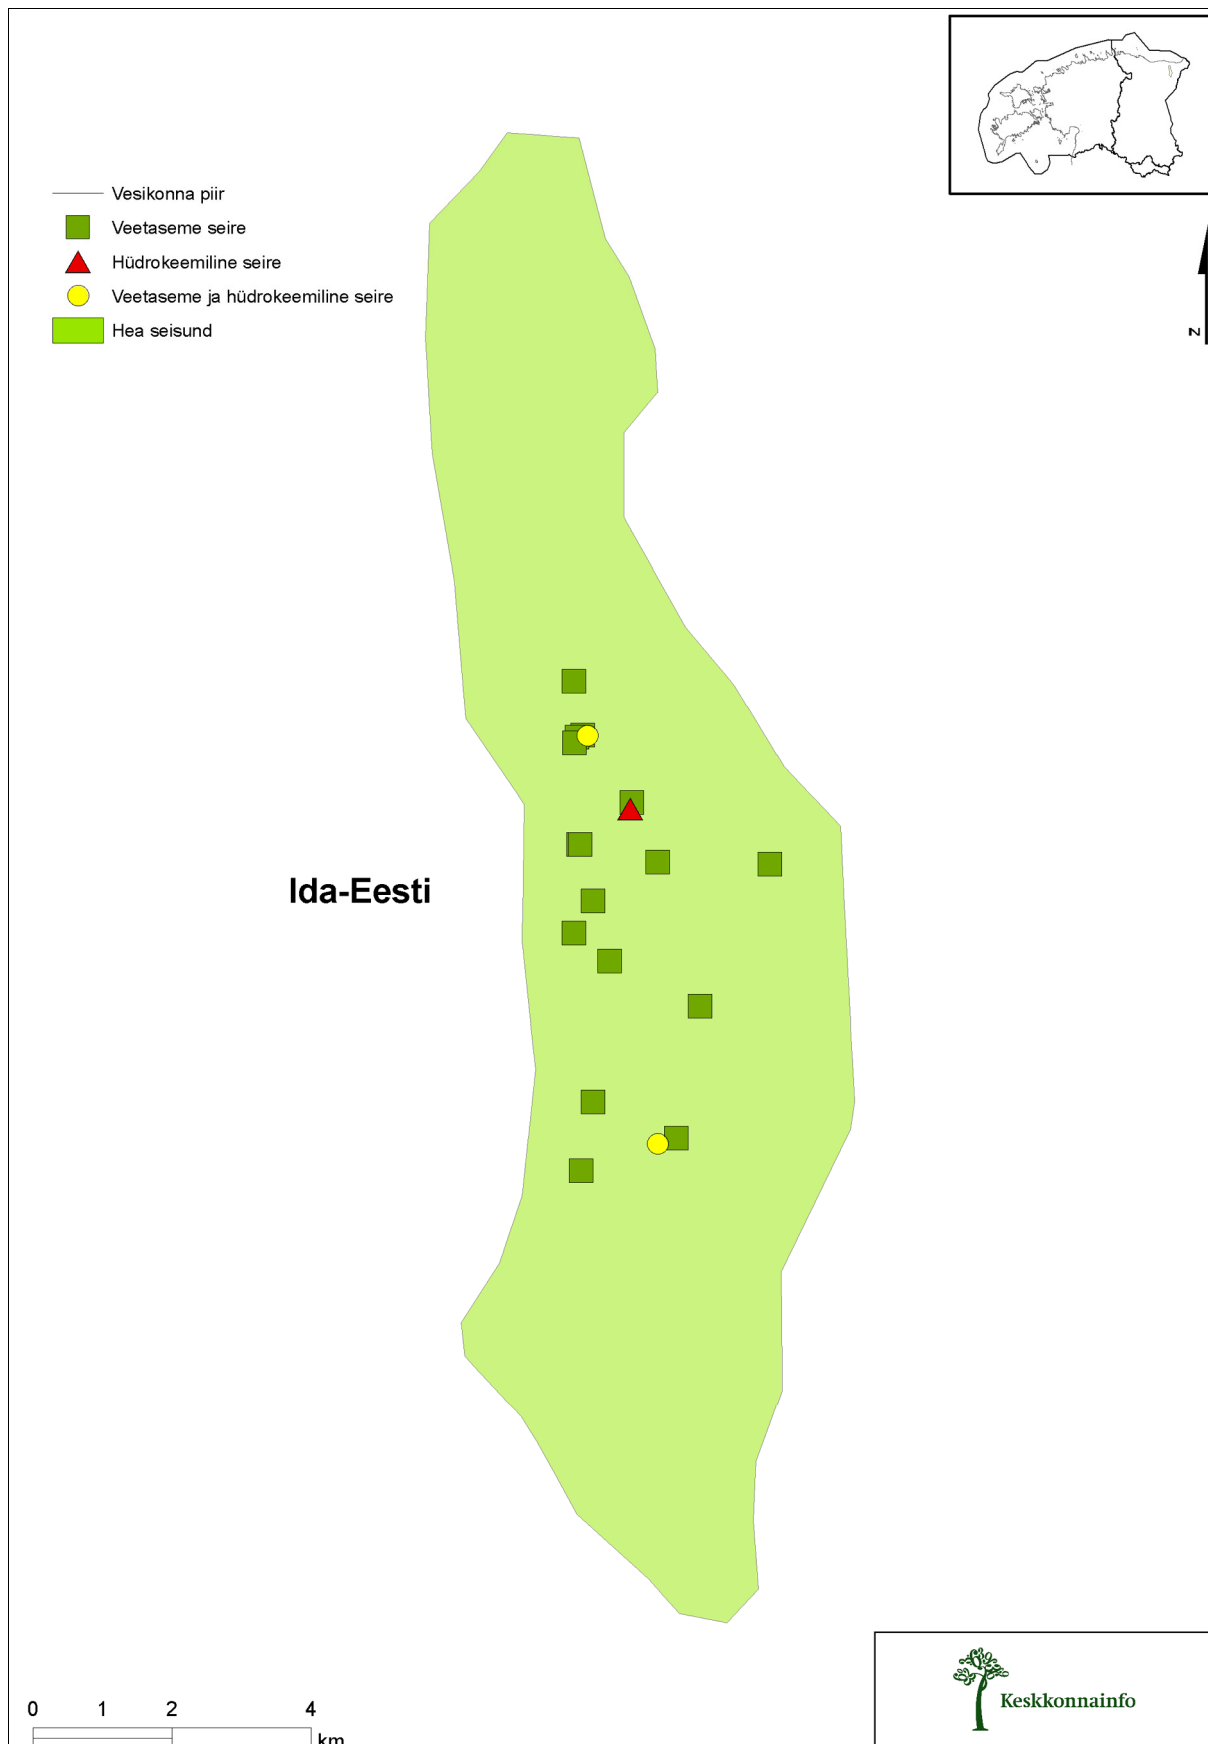 Vesikonna piir
Veetaseme seire
Hüdrokeemiline seire
Veetaseme ja hüdrokeemiline seire
Hea seisund
N
Ida-Eesti
Keskkonnainfo
0 1 2 4
km